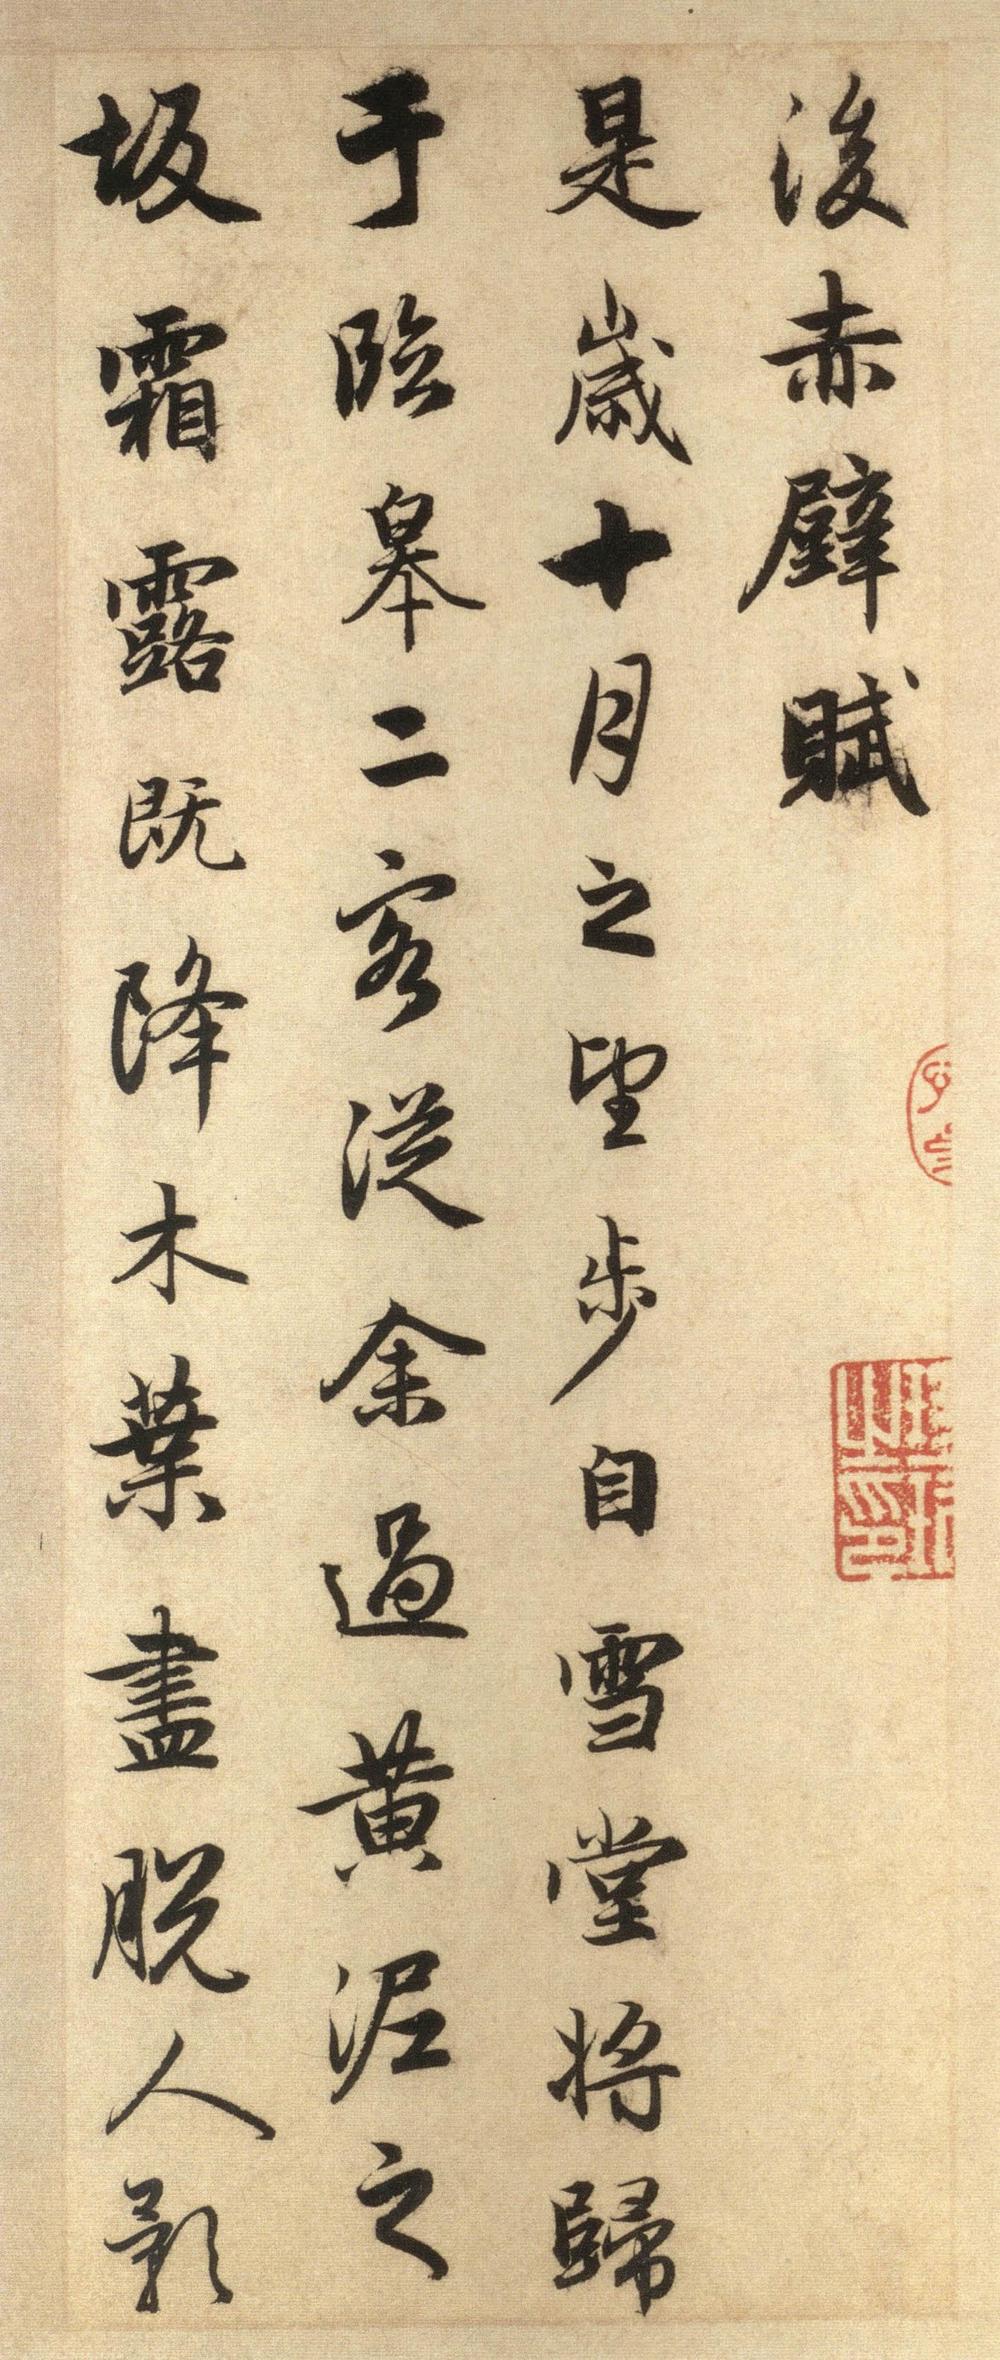 後赤壁賦
是歲十月之望步自雪堂將歸
于臨皋二客從余過黃泥之
坂霜露既降木葉盡脫人影